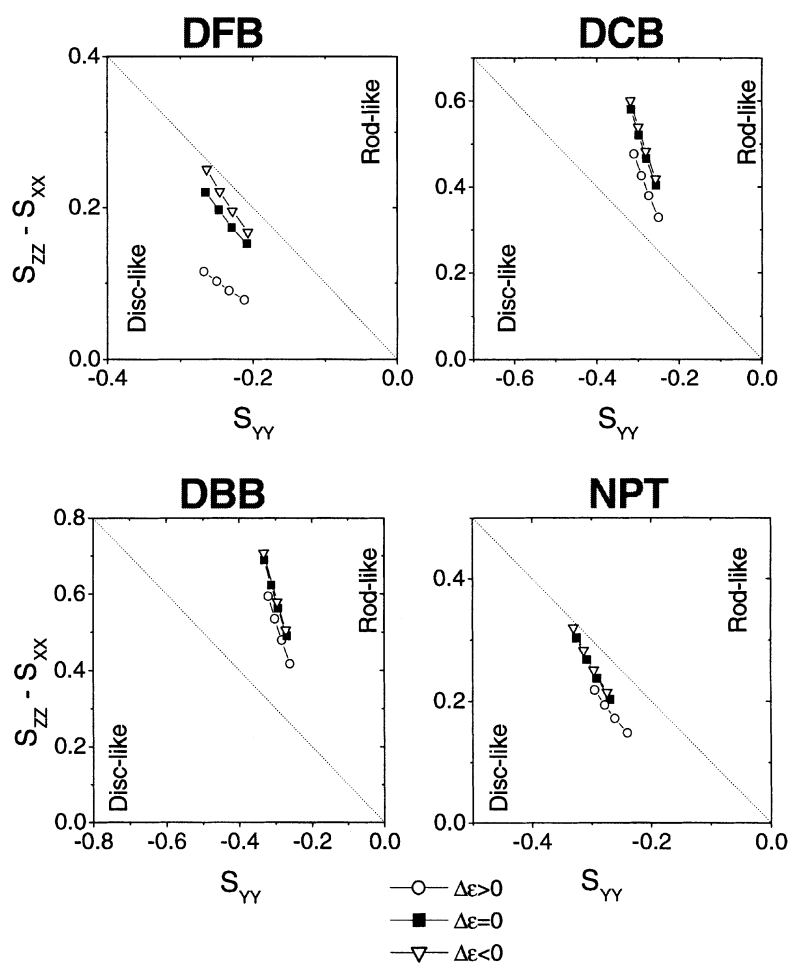 DFB
0.4
0.2
0.0
-0.4
-0.2
0.0
S_ZZ - S_XX
S_YY
Disc-like
Rod-like
DCB
0.6
0.4
0.2
0.0
-0.6
-0.4
-0.2
0.0
S_YY
Disc-like
Rod-like
DBB
0.8
0.6
0.4
0.2
0.0
-0.8
-0.6
-0.4
-0.2
0.0
S_ZZ - S_XX
S_YY
Disc-like
Rod-like
NPT
0.4
0.2
0.0
-0.4
-0.2
0.0
S_YY
Disc-like
Rod-like
Δε>0
Δε=0
Δε<0